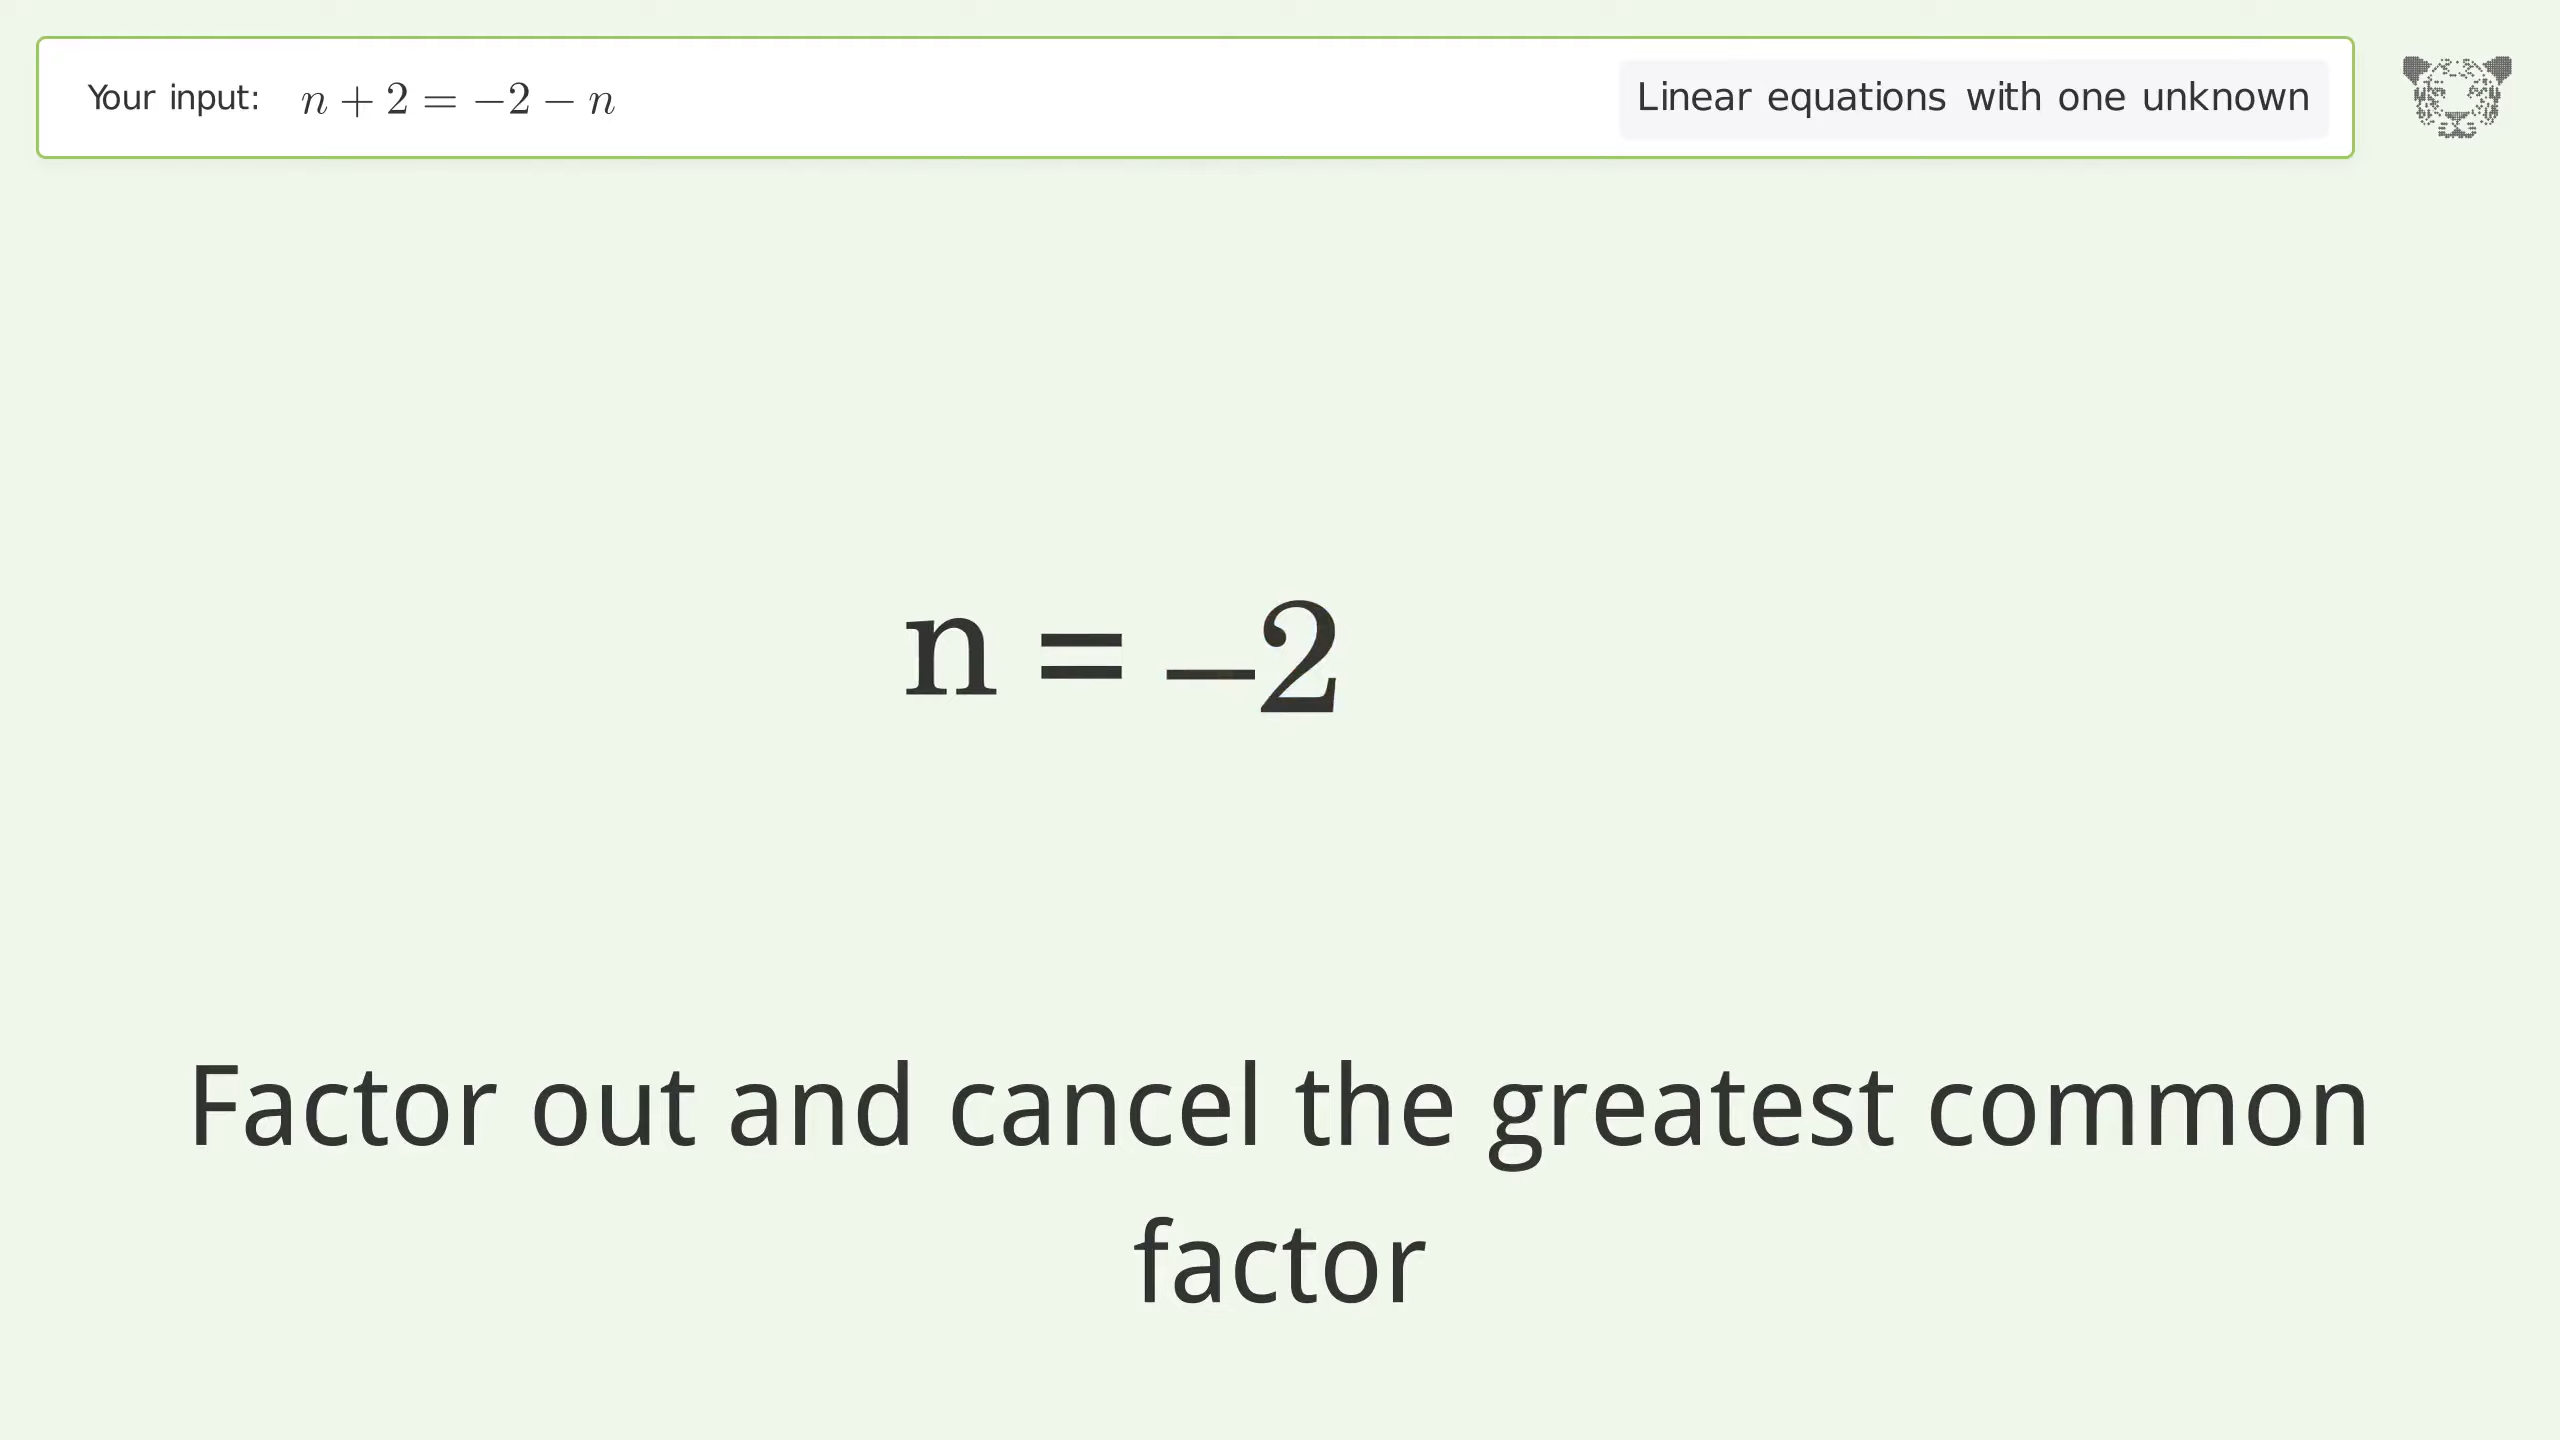 Your input: n + 2 = −2 − n
Linear equations with one unknown
n = −2
Factor out and cancel the greatest common
factor